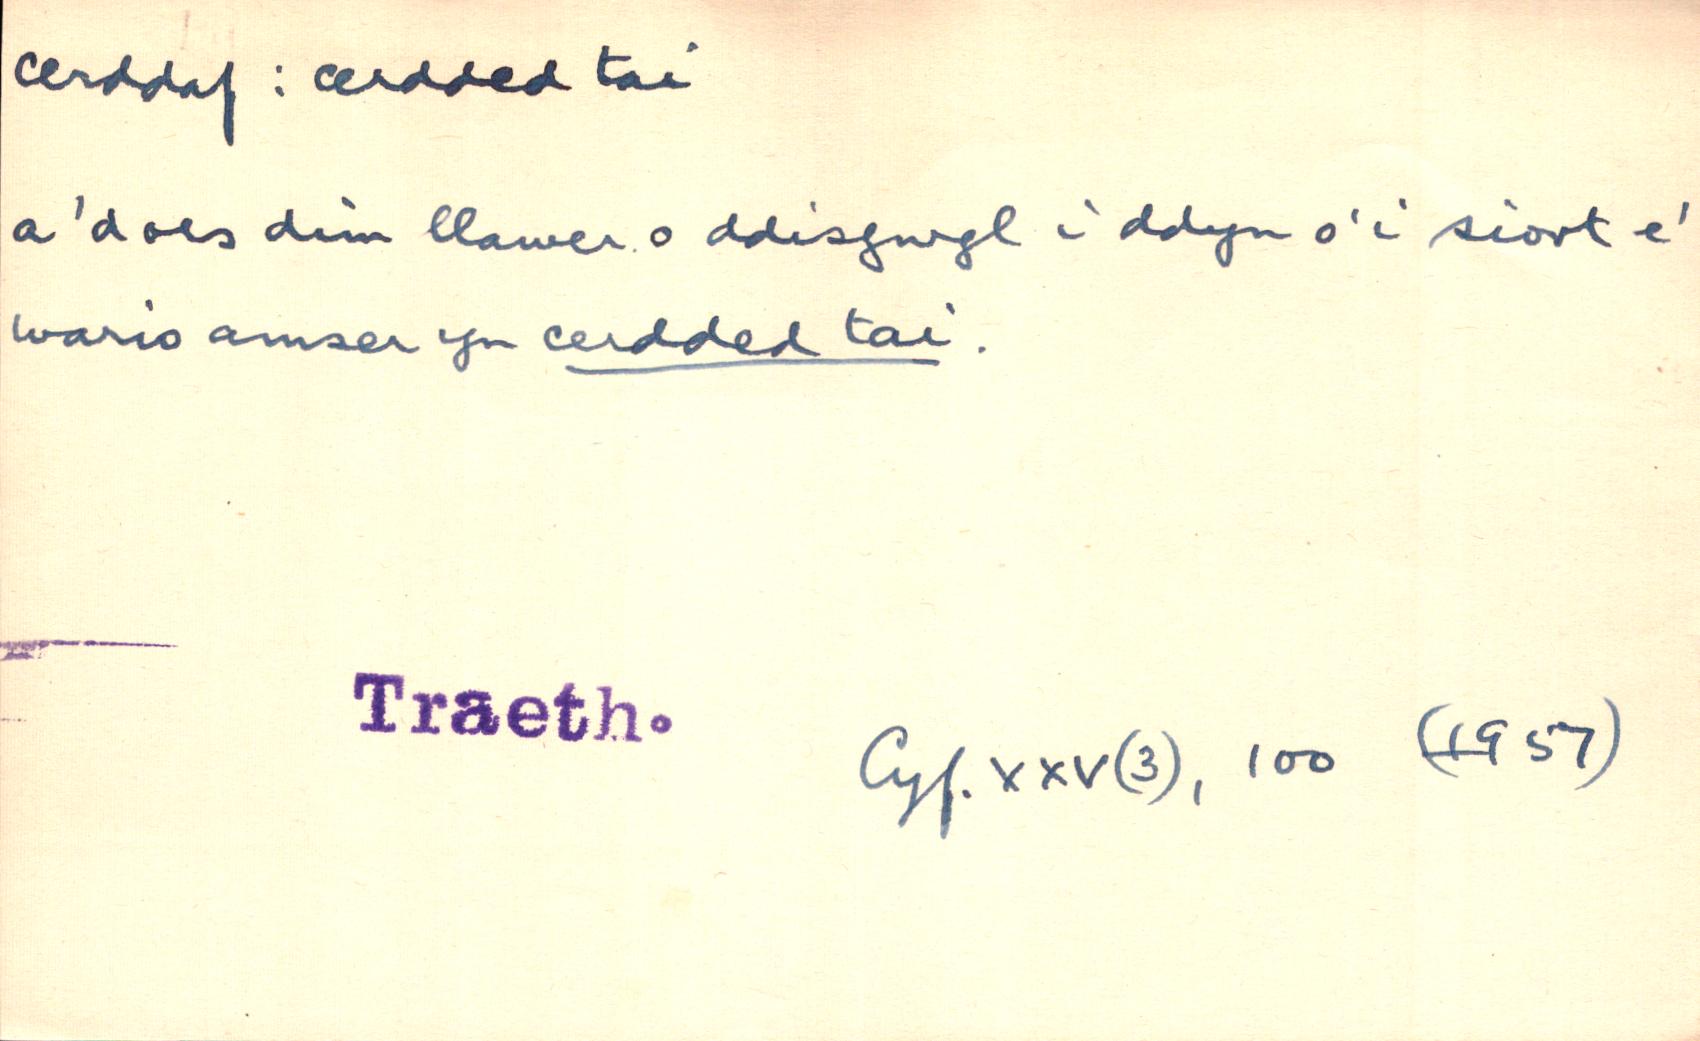 cerddaf : cerdded tai
a 'does dim llawer o ddisgwyl i ddyn o'i siort e'
wario amser yn cerdded tai.
Traeth.
Cyf. XXV(3), 100 (1957)